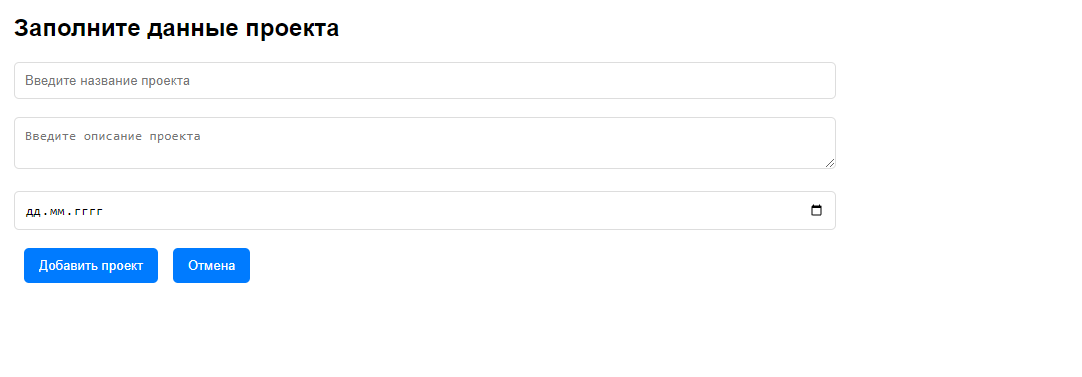 Заполните данные проекта
Введите название проекта
Введите описание проекта
дд.мм.гггг
Добавить проект Отмена